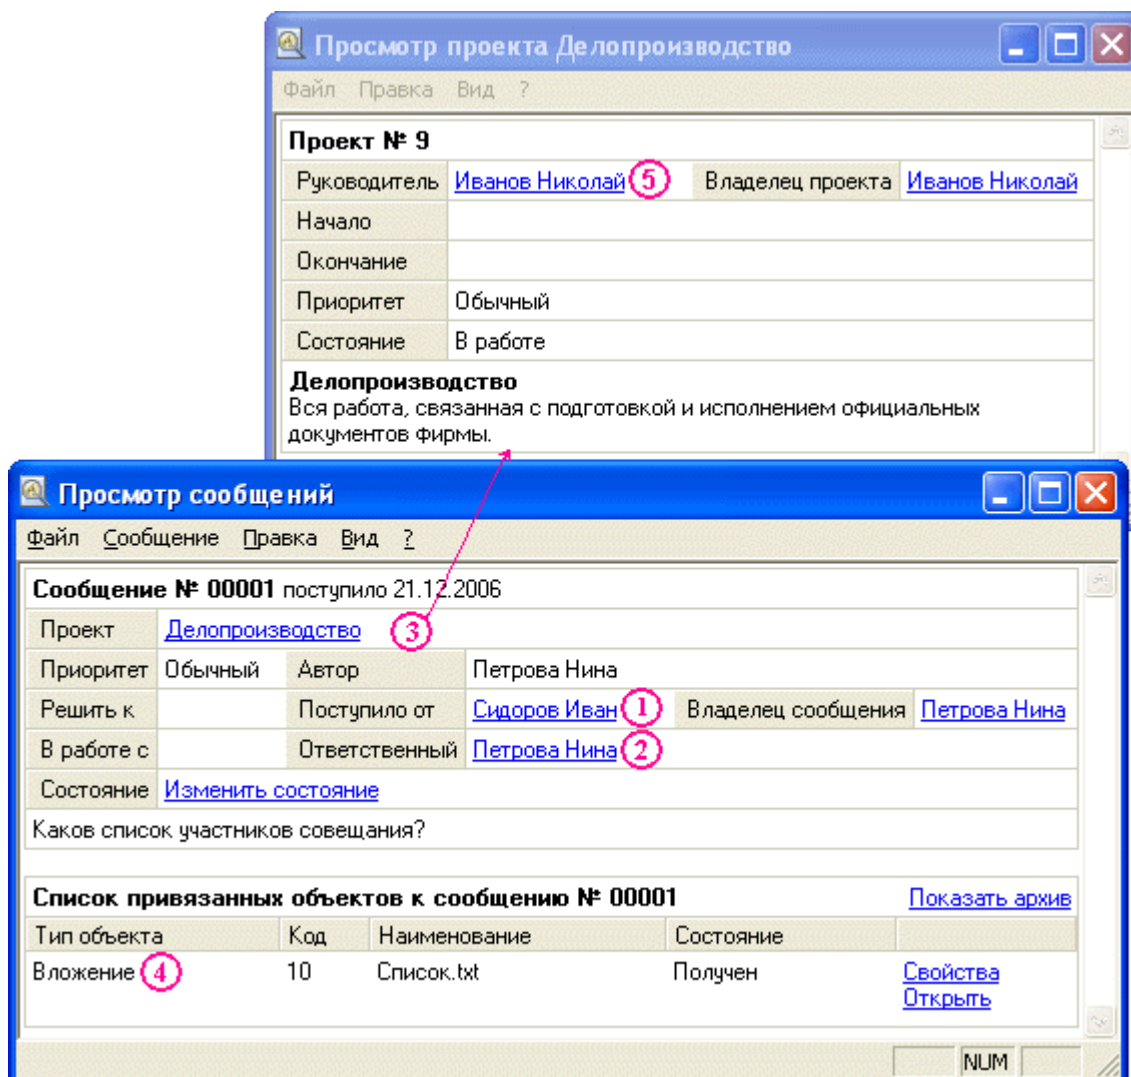 Просмотр проекта Делопроизводство
Файл Правка Вид ?
Проект № 9
Руководитель Иванов Николай 5 Владелец проекта Иванов Николай
Начало
Окончание
Приоритет Обычный
Состояние В работе
Делопроизводство
Вся работа, связанная с подготовкой и исполнением официальных
документов фирмы.
Просмотр сообщений
Файл Сообщение Правка Вид ?
Сообщение № 00001 поступило 21.12.2006
Проект Делопроизводство 3
Приоритет Обычный Автор Петрова Нина
Решить к Поступило от Сидоров Иван 1 Владелец сообщения Петрова Нина
В работе с Ответственный Петрова Нина 2
Состояние Изменить состояние
Каков список участников совещания?
Список привязанных объектов к сообщению № 00001 Показать архив
Тип объекта Код Наименование Состояние
Вложение 4 10 Список.txt Получен Свойства
Открыть
NUM